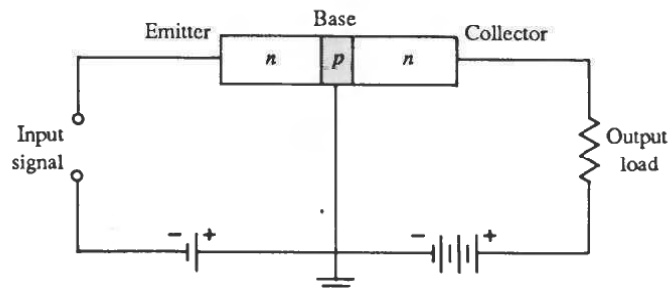 Base
Emitter
Collector
n
p
n
Input
signal
Output
load
- +
- +